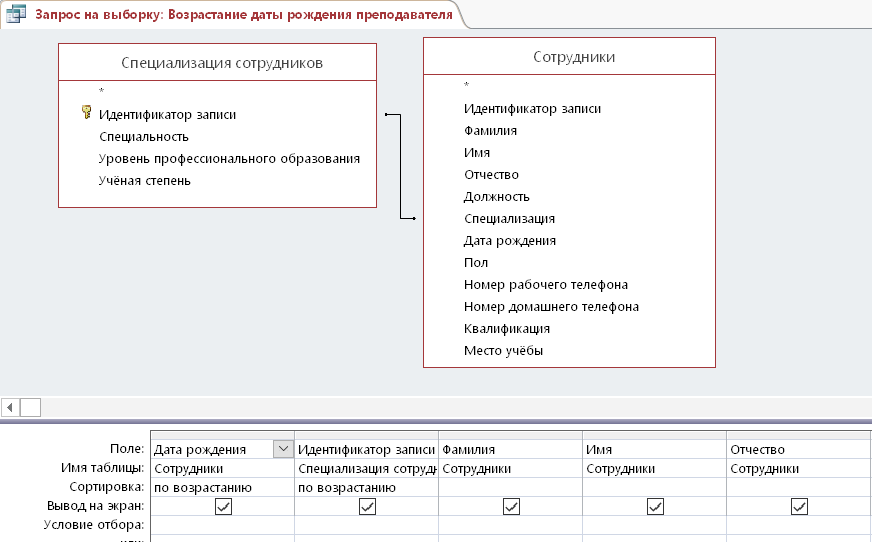 Запрос на выборку: Возрастание даты рождения преподавателя
Специализация сотрудников
*
Идентификатор записи
Специальность
Уровень профессионального образования
Учёная степень
Сотрудники
*
Идентификатор записи
Фамилия
Имя
Отчество
Должность
Специализация
Дата рождения
Пол
Номер рабочего телефона
Номер домашнего телефона
Квалификация
Место учёбы
Поле: Дата рождения Идентификатор записи Фамилия Имя Отчество
Имя таблицы: Сотрудники Специализация сотрудн Сотрудники Сотрудники Сотрудники
Сортировка: по возрастанию по возрастанию
Вывод на экран:
Условие отбора:
или: